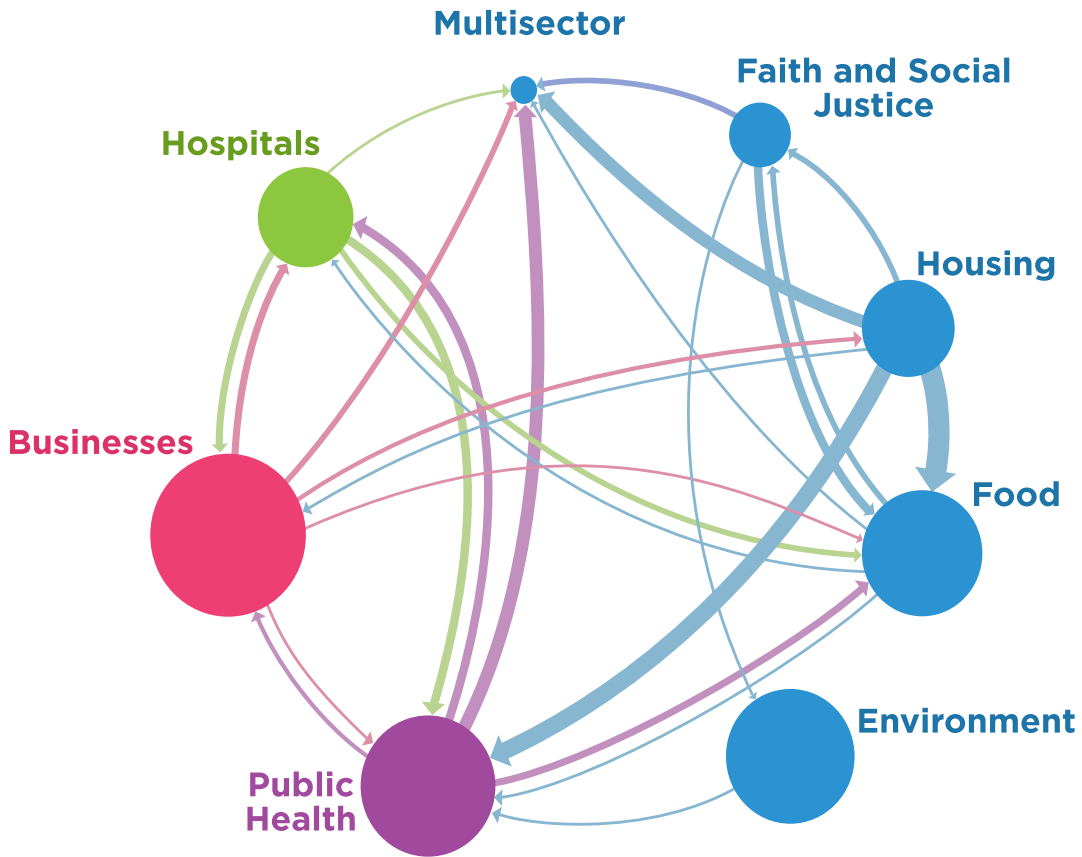 Multisector
Faith and Social
Justice
Hospitals
Housing
Businesses
Food
Environment
Public
Health